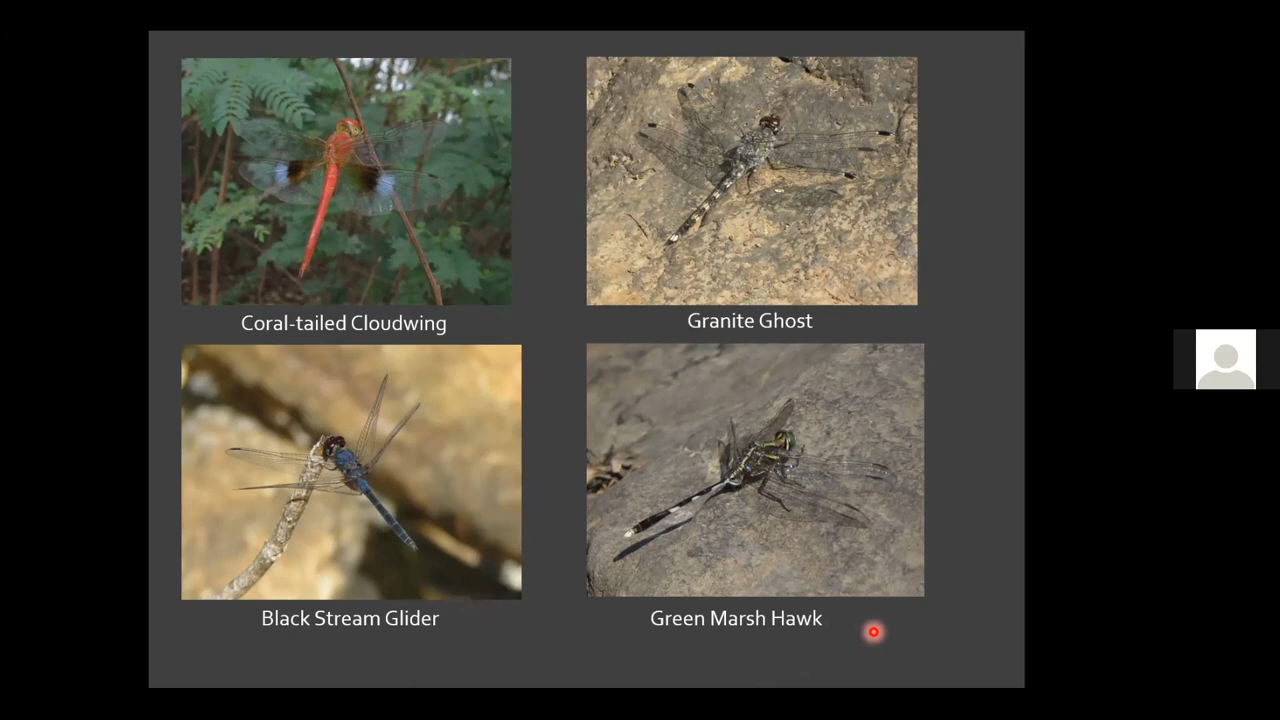 Coral-tailed Cloudwing
Granite Ghost
Black Stream Glider
Green Marsh Hawk